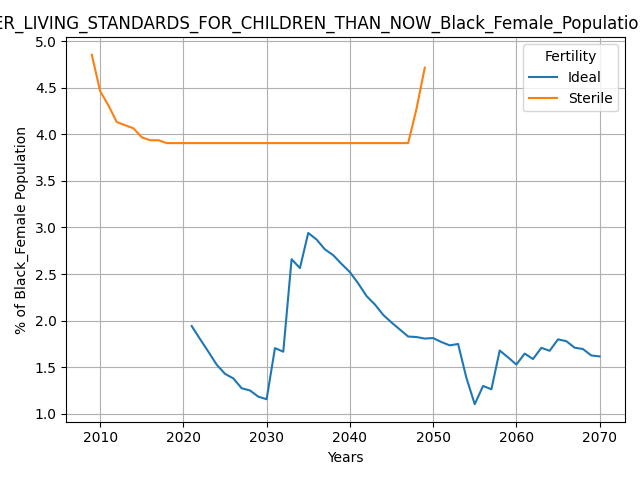 ER_LIVING_STANDARDS_FOR_CHILDREN_THAN_NOW_Black_Female_Populatio
5.0
4.5
4.0
3.5
3.0
2.5
2.0
1.5
1.0
% of Black_Female Population
Fertility
Ideal
Sterile
2010 2020 2030 2040 2050 2060 2070
Years